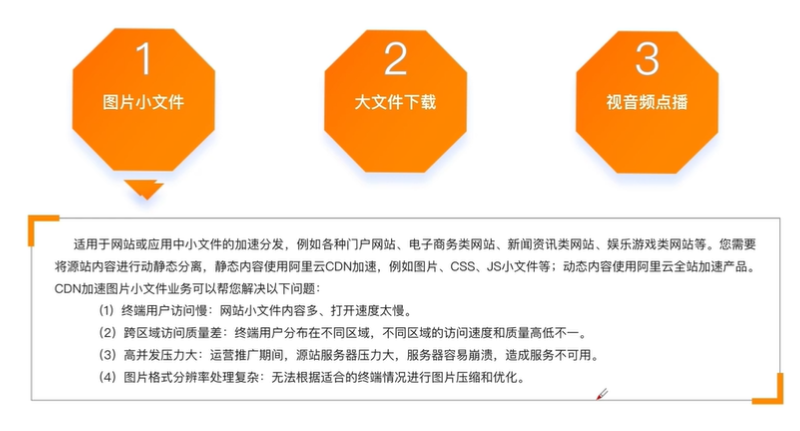 1
图片小文件
2
大文件下载
3
视音频点播
适用于网站或应用中小文件的加速分发，例如各种门户网站、电子商务类网站、新闻资讯类网站、娱乐游戏类网站等。您需要
将源站内容进行动静态分离，静态内容使用阿里云CDN加速，例如图片、CSS、JS小文件等；动态内容使用阿里云全站加速产品。
CDN加速图片小文件业务可以帮您解决以下问题：
（1）终端用户访问慢：网站小文件内容多、打开速度太慢。
（2）跨区域访问质量差：终端用户分布在不同区域，不同区域的访问速度和质量高低不一。
（3）高并发压力大：运营推广期间，源站服务器压力大，服务器容易崩溃，造成服务不可用。
（4）图片格式分辨率处理复杂：无法根据适合的终端情况进行图片压缩和优化。